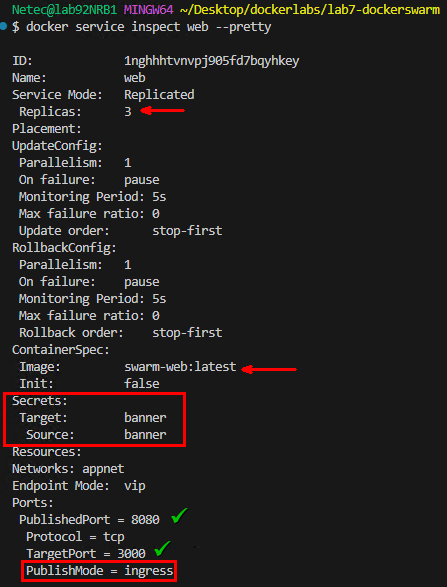 Netec@lab92NRB1 MINGW64 ~/Desktop/dockerlabs/lab7-dockerswarm
$ docker service inspect web --pretty
ID: 1nghhhtvnvpj905fd7bqyhkey
Name: web
Service Mode: Replicated
Replicas: 3
Placement:
UpdateConfig:
Parallelism: 1
On failure: pause
Monitoring Period: 5s
Max failure ratio: 0
Update order: stop-first
RollbackConfig:
Parallelism: 1
On failure: pause
Monitoring Period: 5s
Max failure ratio: 0
Rollback order: stop-first
ContainerSpec:
Image: swarm-web:latest
Init: false
Secrets:
Target: banner
Source: banner
Resources:
Networks: appnet
Endpoint Mode: vip
Ports:
PublishedPort = 8080
Protocol = tcp
TargetPort = 3000
PublishMode = ingress